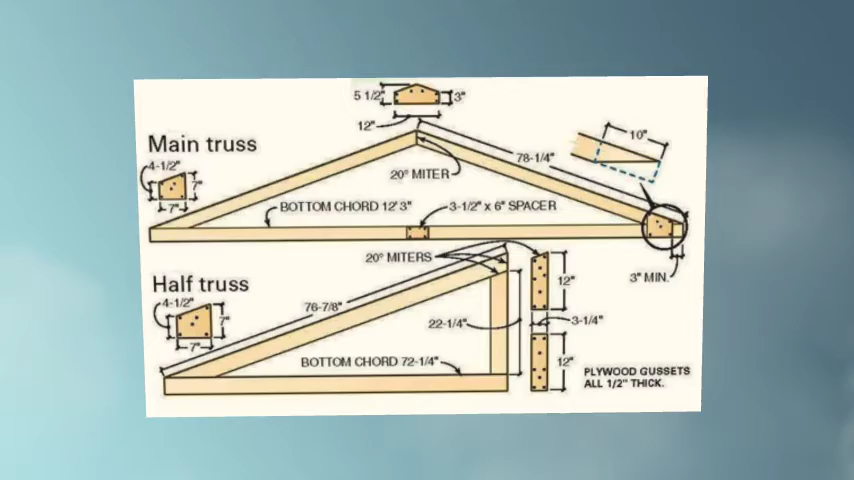 5 1/2"
3"
12"
Main truss
10"
78-1/4"
4-1/2"
7"
20° MITER
7"
BOTTOM CHORD 12' 3"
3-1/2" x 6" SPACER
20° MITERS
3" MIN.
Half truss
12"
4-1/2"
76-7/8"
7"
22-1/4"
3-1/4"
7"
BOTTOM CHORD 72-1/4"
12"
PLYWOOD GUSSETS
ALL 1/2" THICK.